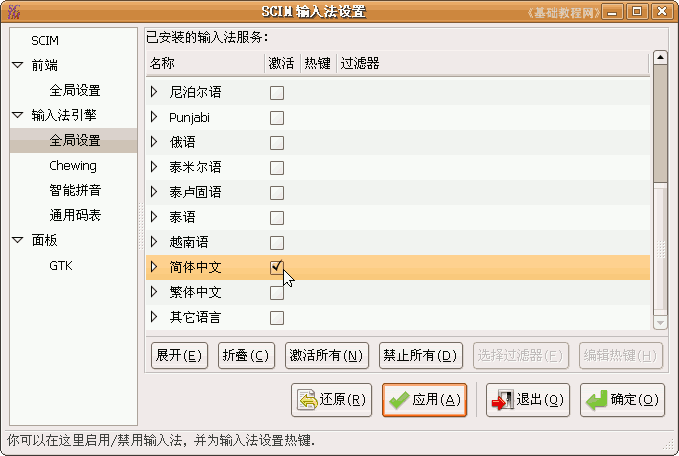 SCIM 输入法设置
《基础教程网》
SCIM
前端
全局设置
输入法引擎
全局设置
Chewing
智能拼音
通用码表
面板
GTK
已安装的输入法服务:
名称 激活 热键 过滤器
尼泊尔语
Punjabi
俄语
泰米尔语
泰卢固语
泰语
越南语
简体中文
繁体中文
其它语言
展开(E) 折叠(C) 激活所有(N) 禁止所有(D) 选择过滤器(F) 编辑热键(H)
还原(R) 应用(A) 退出(Q) 确定(O)
你可以在这里启用/禁用输入法，并为输入法设置热键.